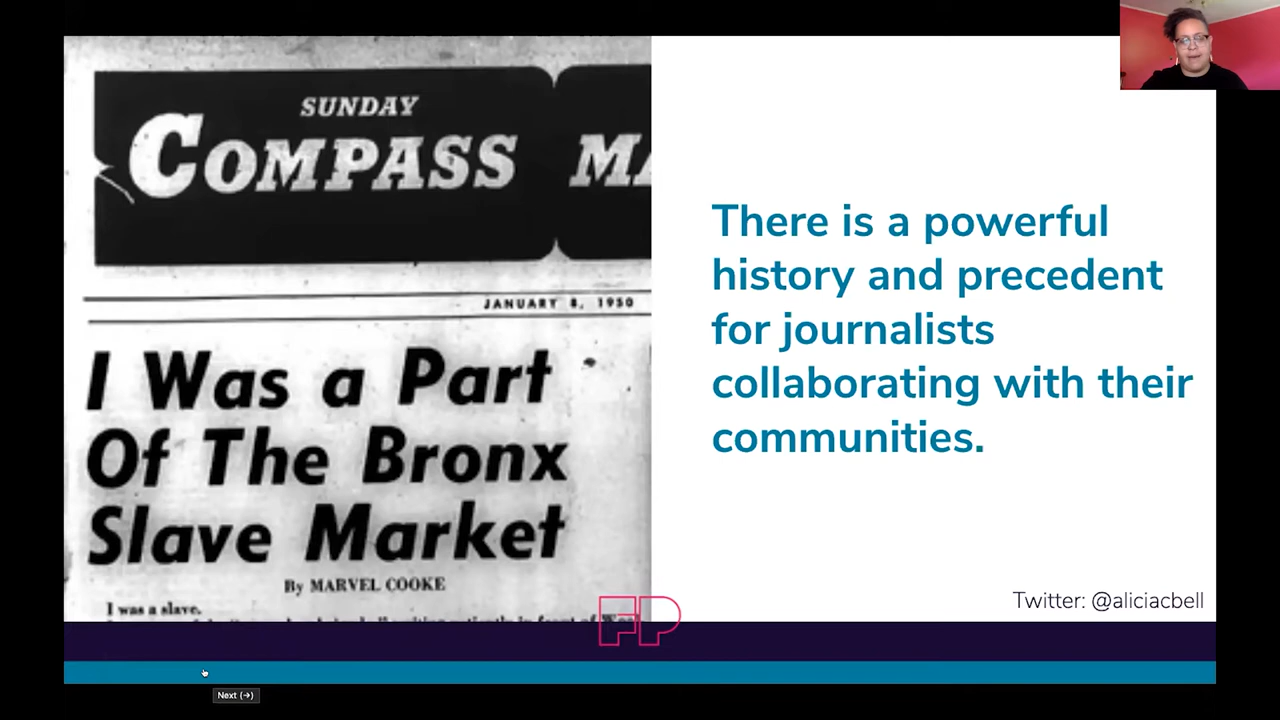 SUNDAY
COMPASS MA
JANUARY 8, 1950
I Was a Part
Of The Bronx
Slave Market
By MARVEL COOKE
I was a slave.
There is a powerful
history and precedent
for journalists
collaborating with their
communities.
Twitter: @aliciacbell
FP
Next (→)